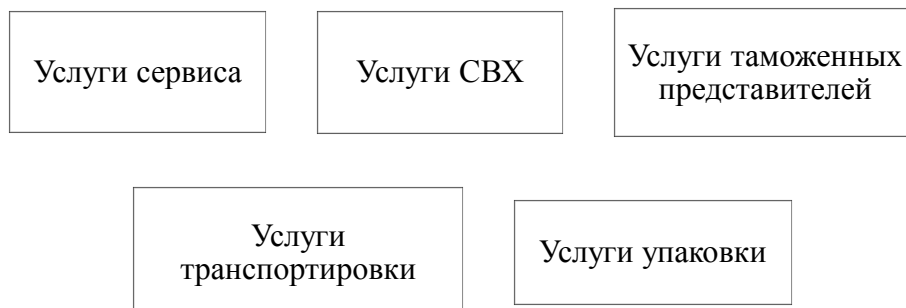 Услуги сервиса
Услуги СВХ
Услуги таможенных
представителей
Услуги
транспортировки
Услуги упаковки